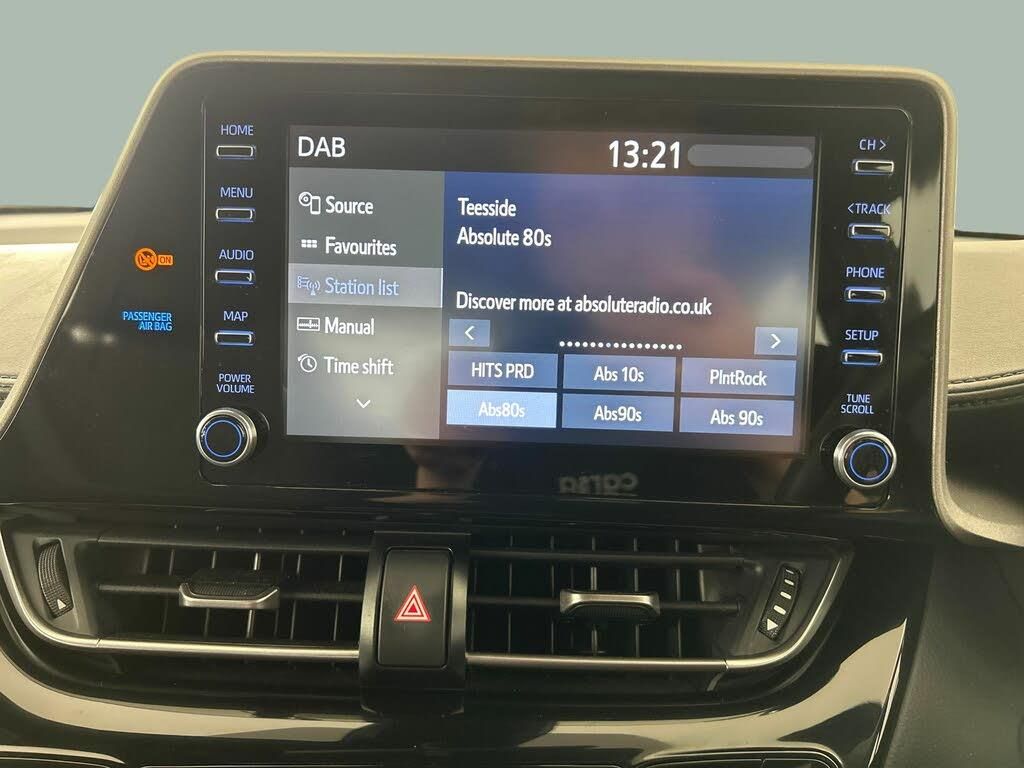 HOME
MENU
AUDIO
MAP
POWER
VOLUME
ON
PASSENGER
AIR BAG
DAB
13:21
Source
Favourites
Station list
Manual
Time shift
Teesside
Absolute 80s
Discover more at absoluteradio.co.uk
<
>
HITS PRD
Abs 10s
PlntRock
Abs80s
Abs90s
Abs 90s
CH >
< TRACK
PHONE
SETUP
TUNE
SCROLL